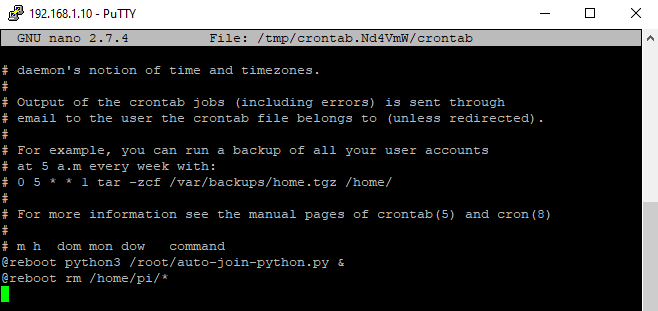 192.168.1.10 - PuTTY
GNU nano 2.7.4 File: /tmp/crontab.Nd4VmW/crontab
# daemon's notion of time and timezones.
#
# Output of the crontab jobs (including errors) is sent through
# email to the user the crontab file belongs to (unless redirected).
#
# For example, you can run a backup of all your user accounts
# at 5 a.m every week with:
# 0 5 * * 1 tar -zcf /var/backups/home.tgz /home/
#
# For more information see the manual pages of crontab(5) and cron(8)
#
# m h  dom mon dow   command
@reboot python3 /root/auto-join-python.py &
@reboot rm /home/pi/*